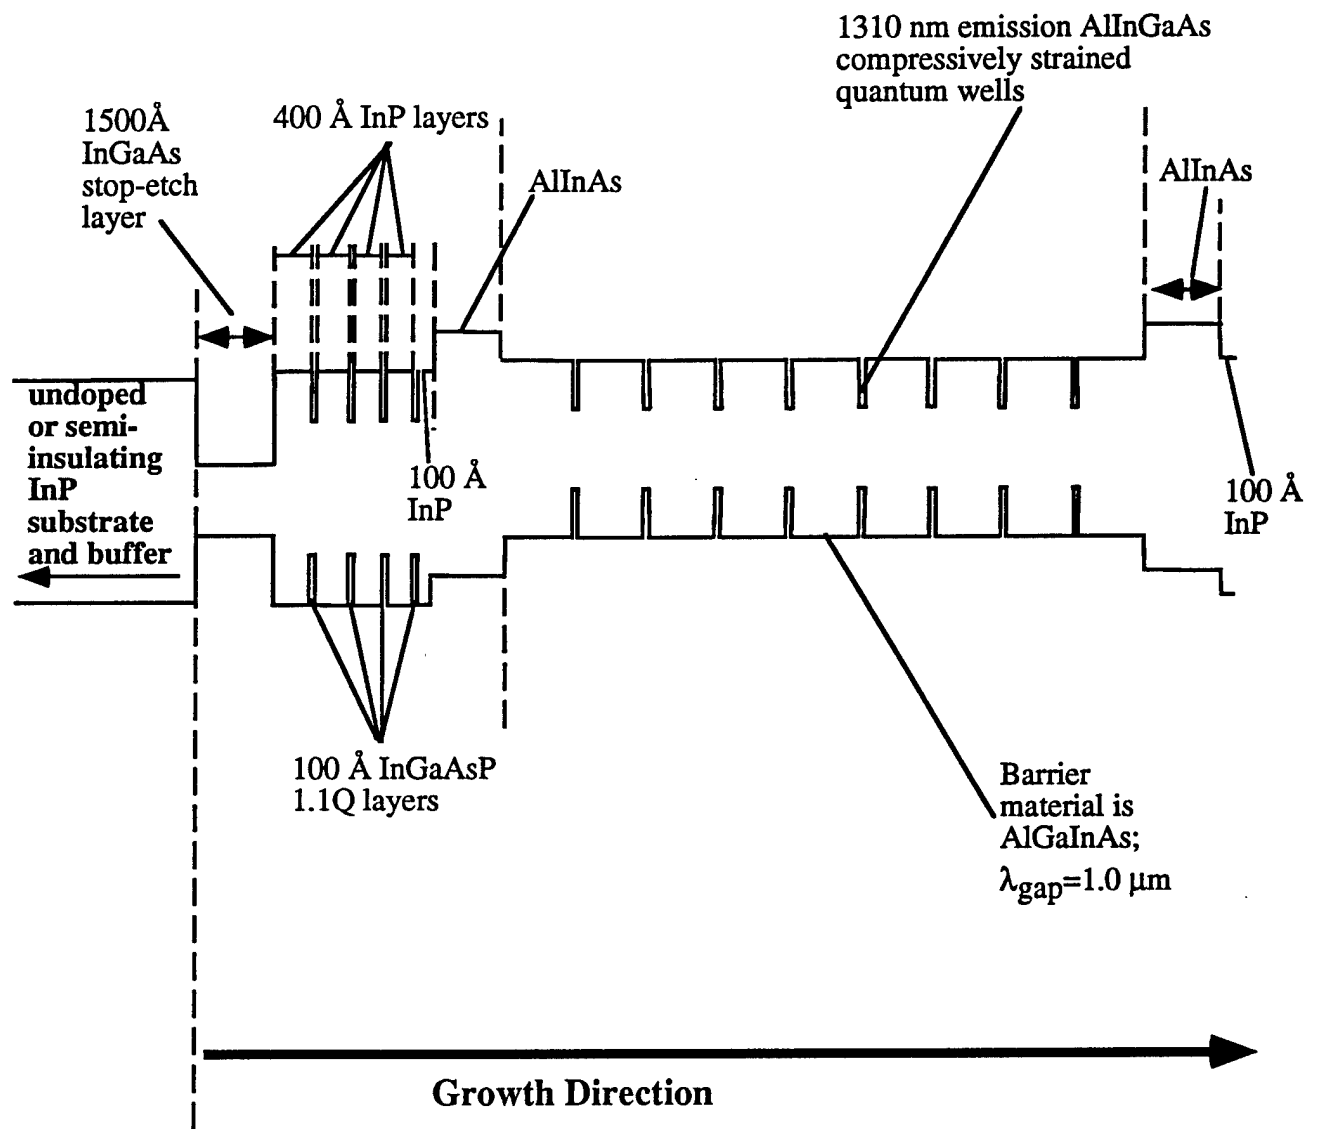 1310 nm emission AlInGaAs
compressively strained
quantum wells
1500Å
InGaAs
stop-etch
layer
400 Å InP layers
AlInAs
AlInAs
undoped
or semi-
insulating
InP
substrate
and buffer
100 Å
InP
100 Å
InP
100 Å InGaAsP
1.1Q layers
Barrier
material is
AlGaInAs;
λgap=1.0 µm
Growth Direction